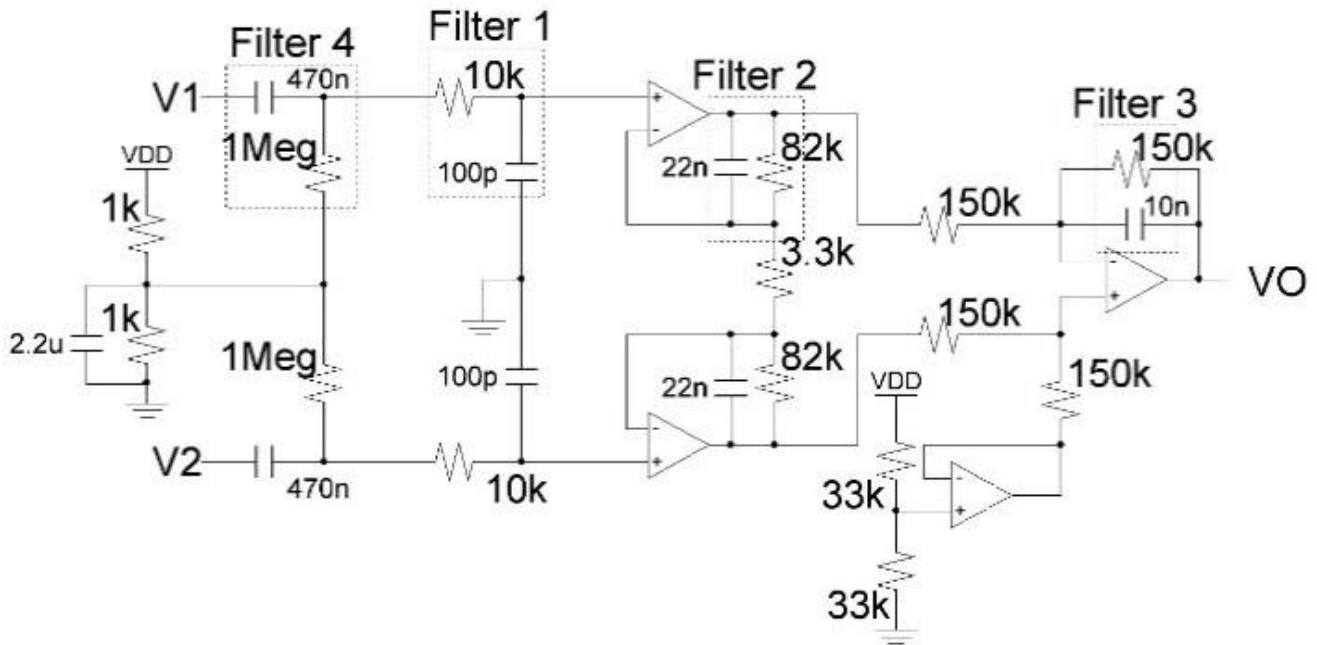 Filter 4
Filter 1
Filter 2
Filter 3
V1
470n
10k
1Meg
100p
22n
82k
150k
10n
VDD
1k
150k
3.3k
VO
1k
2.2u
1Meg
100p
22n
82k
150k
VDD
150k
V2
470n
10k
33k
33k
+
-
-
+
-
+
-
+